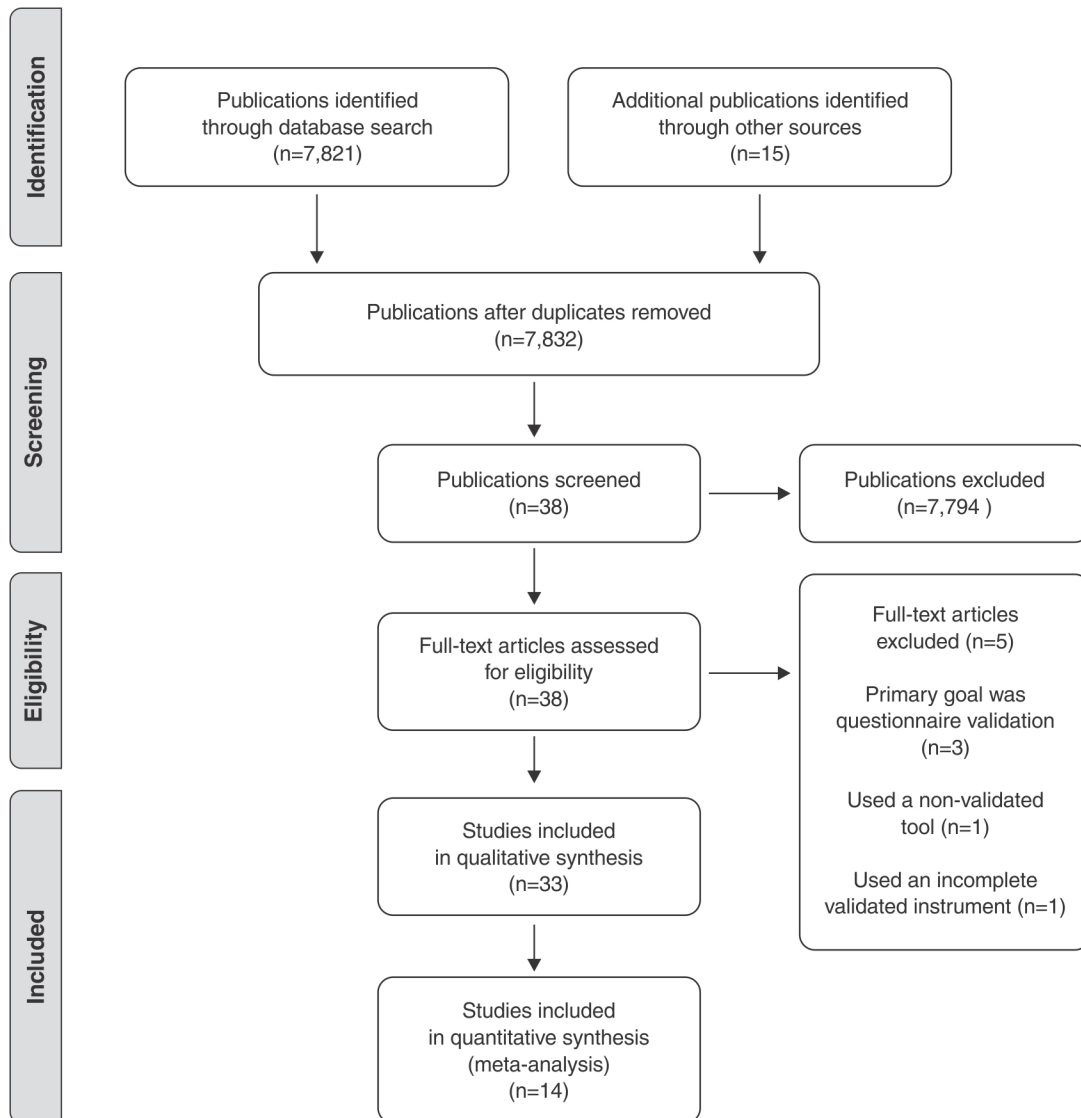 Identification
Publications identified
through database search
(n=7,821)
Additional publications identified
through other sources
(n=15)
Screening
Publications after duplicates removed
(n=7,832)
Publications screened
(n=38)
Publications excluded
(n=7,794 )
Eligibility
Full-text articles assessed
for eligibility
(n=38)
Full-text articles
excluded (n=5)
Primary goal was
questionnaire validation
(n=3)
Used a non-validated
tool (n=1)
Used an incomplete
validated instrument (n=1)
Included
Studies included
in qualitative synthesis
(n=33)
Studies included
in quantitative synthesis
(meta-analysis)
(n=14)